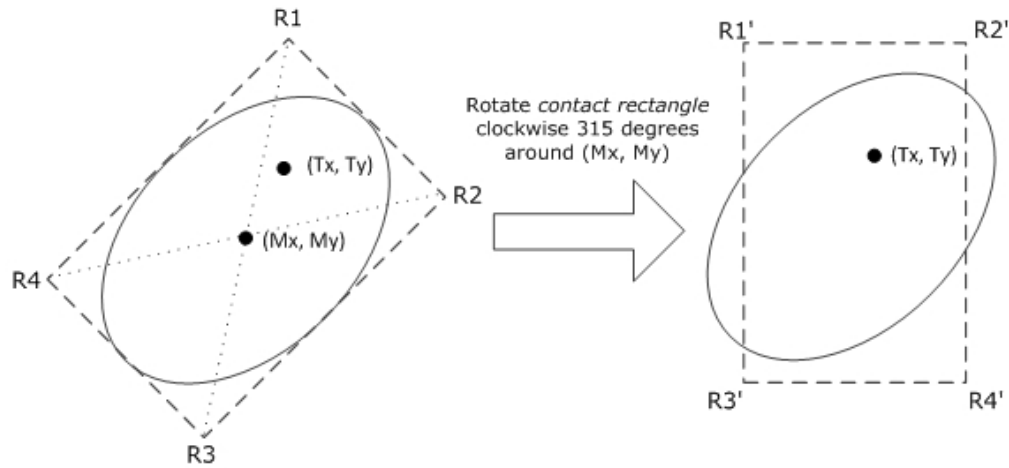 R1
(Tx, Ty)
R2
(Mx, My)
R4
R3
Rotate contact rectangle
clockwise 315 degrees
around (Mx, My)
R1'
R2'
(Tx, Ty)
R3'
R4'